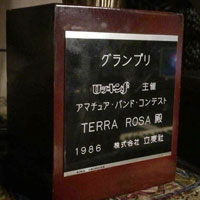 グランプリ
ロッキンf 主催
アマチュア・バンド・コンテスト
TERRA ROSA 殿
1986 株式会社 立東社